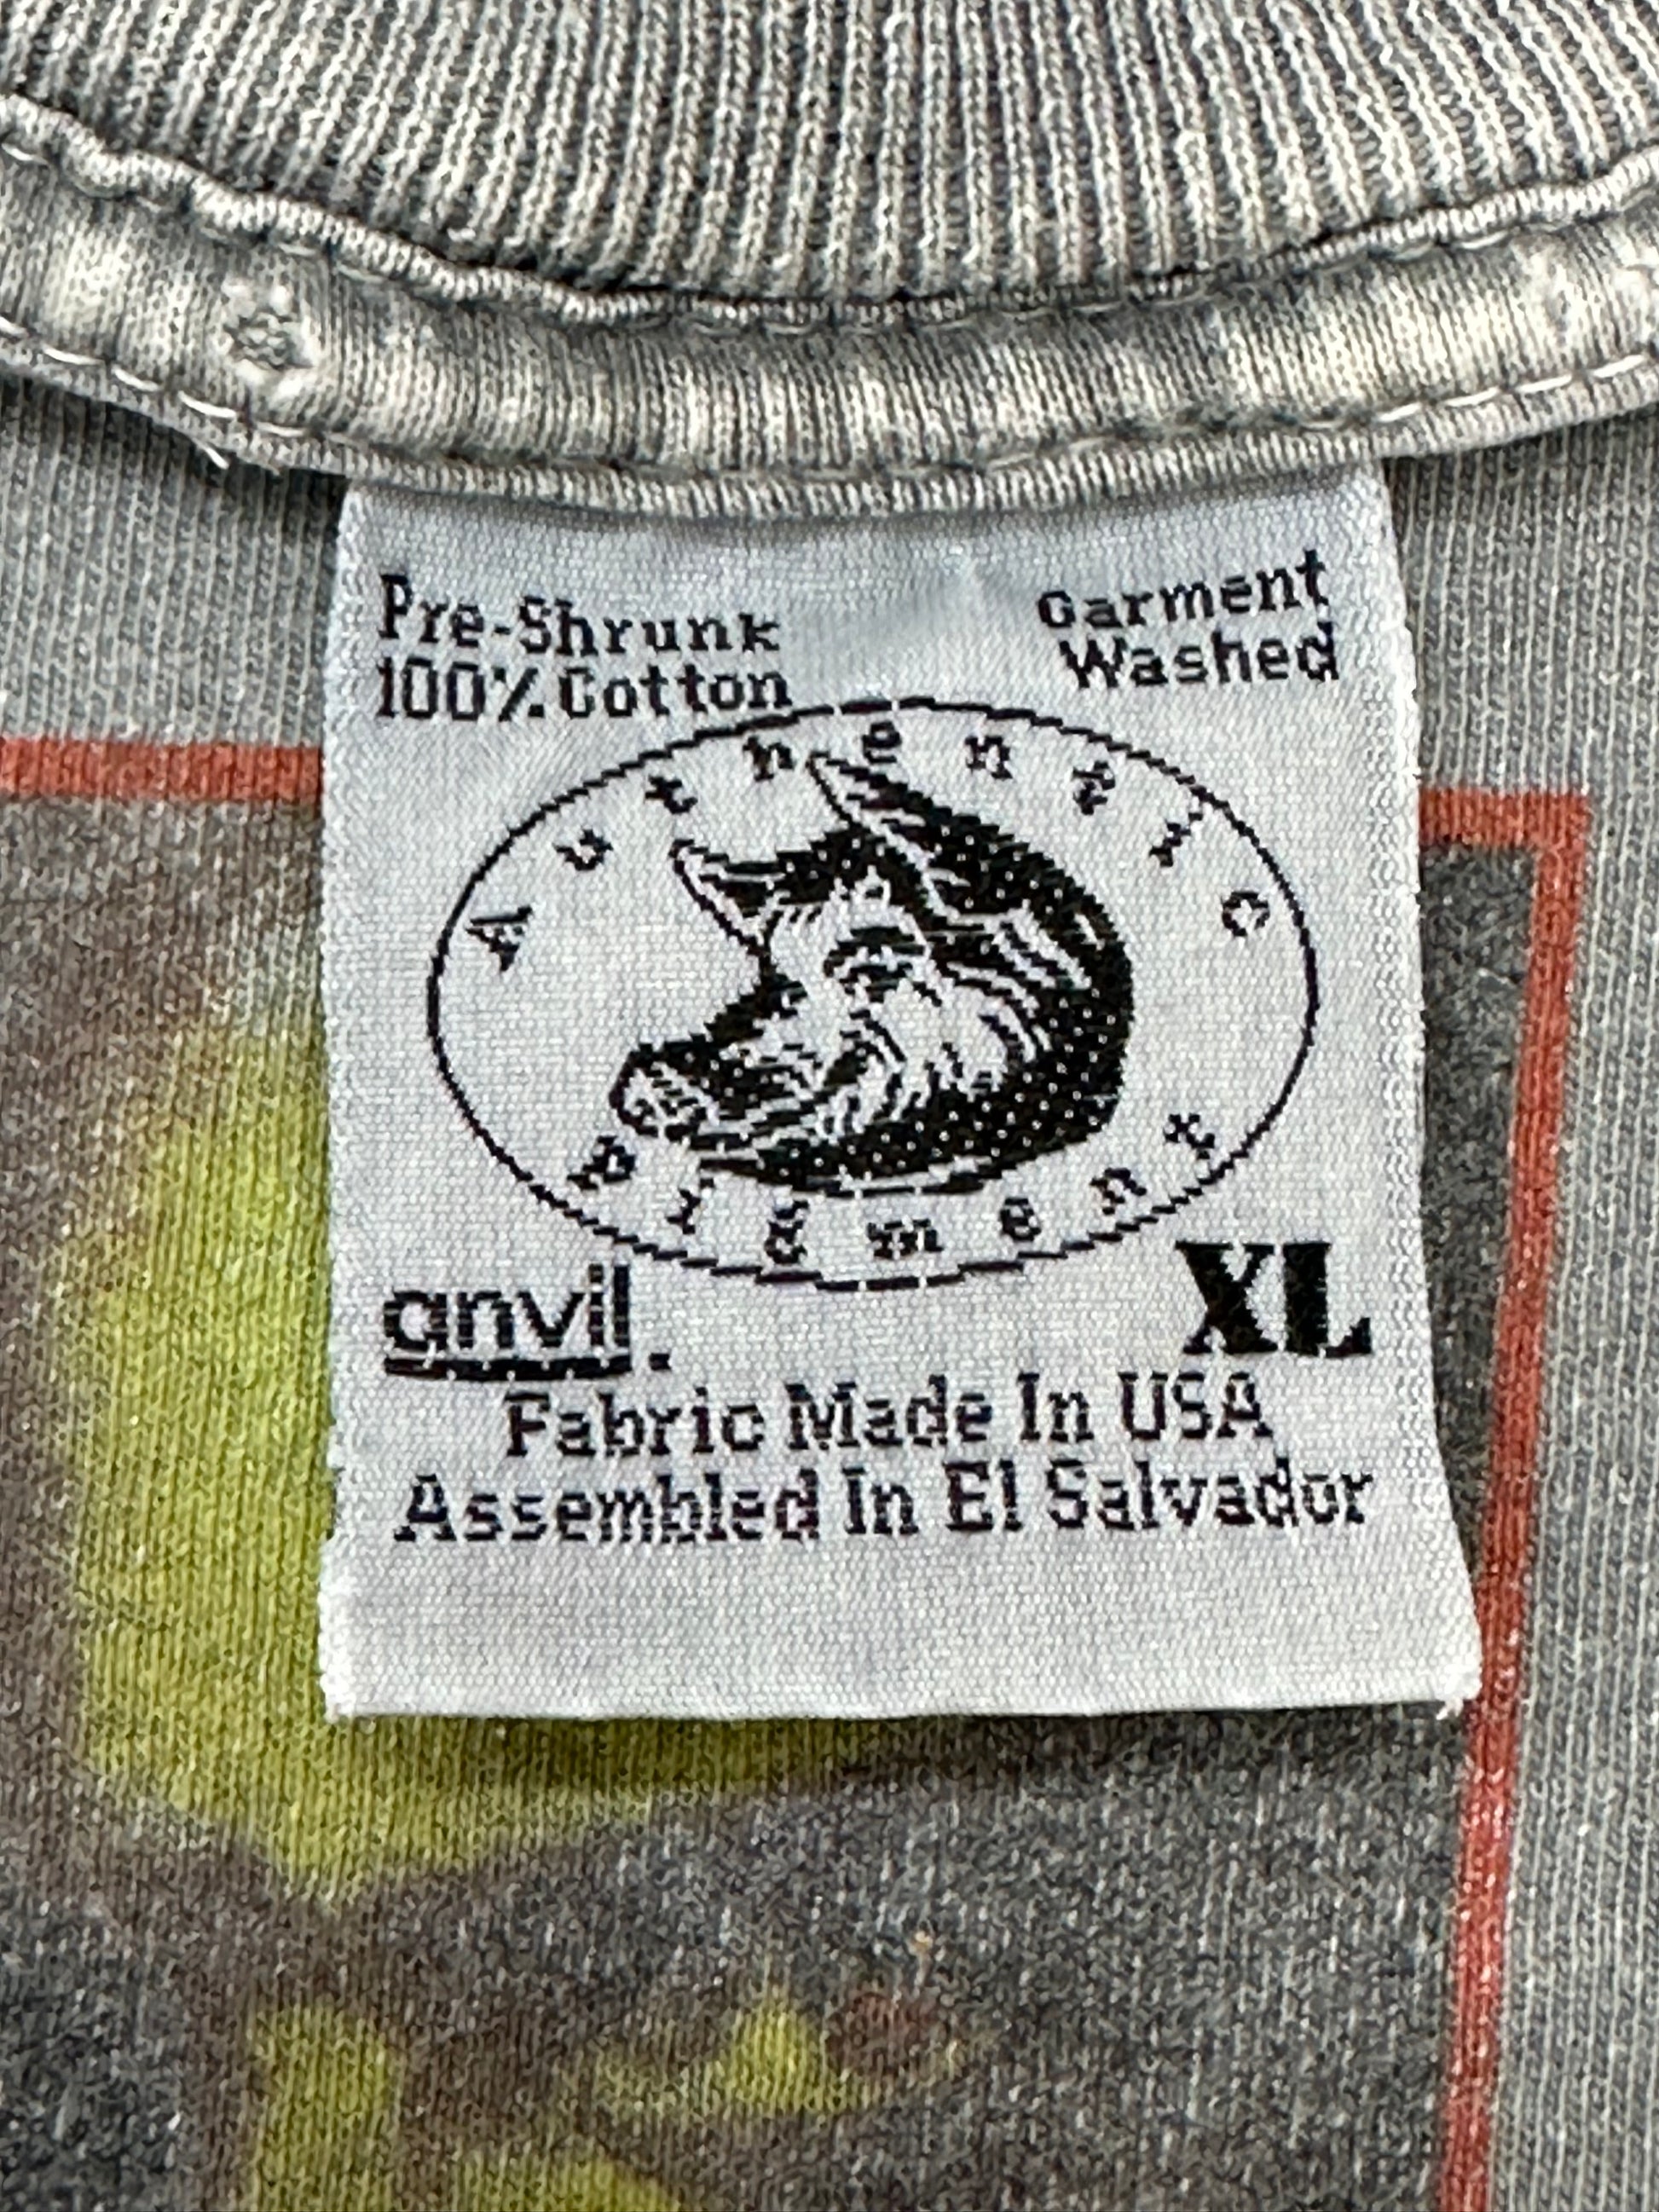 Pre-Shrunk
100% Cotton
Garment
Washed
Authentic
Pigment
anvil.
XL
Fabric Made In USA
Assembled In El Salvador